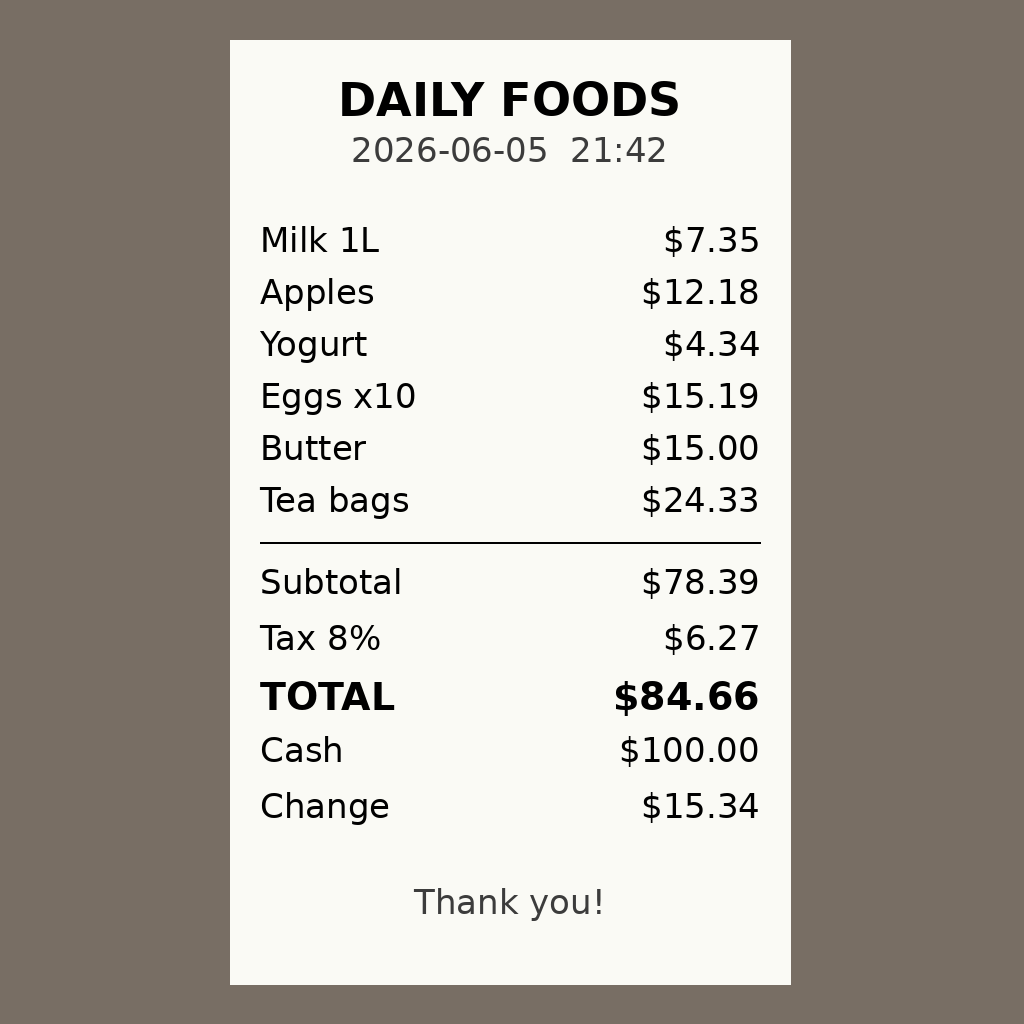 DAILY FOODS
2026-06-05  21:42
Milk 1L $7.35
Apples $12.18
Yogurt $4.34
Eggs x10 $15.19
Butter $15.00
Tea bags $24.33
Subtotal $78.39
Tax 8% $6.27
TOTAL $84.66
Cash $100.00
Change $15.34
Thank you!